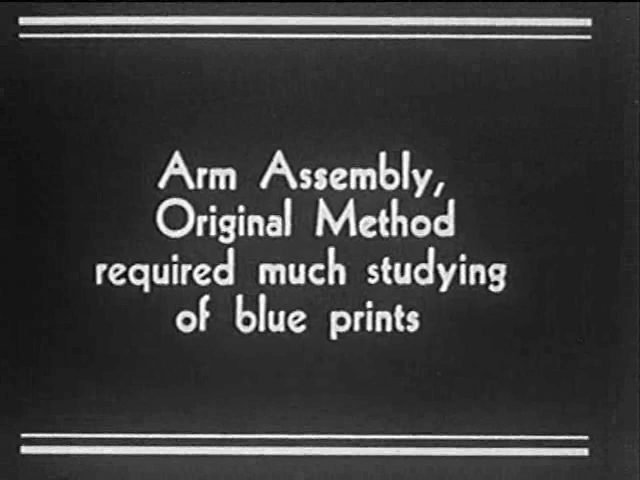 Arm Assembly,
Original Method
required much studying
of blue prints